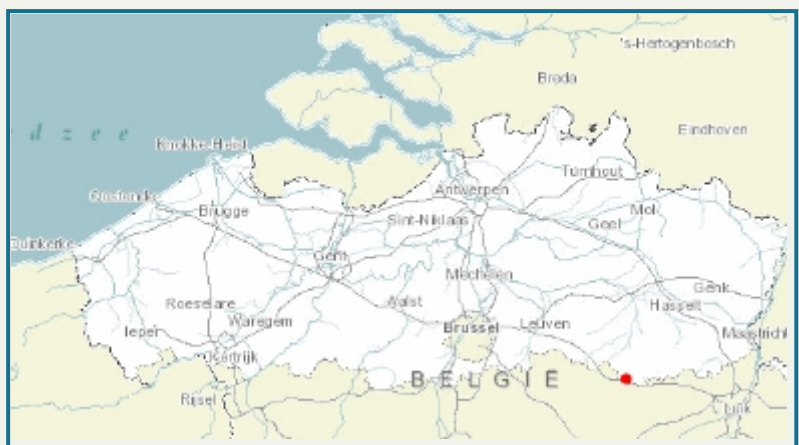 's-Hertogenbosch
Breda
d z e e
Eindhoven
Knokke-Heist
Turnhout
Antwerpen
Oostende
Mol
Brugge
Sint-Niklaas
Geel
Duinkerke
Gent
Mechelen
Genk
Roeselare
Aalst
Hasselt
Waregem
Brussel
Leuven
Ieper
Maastricht
Kortrijk
BELGIË
Rijsel
Luik